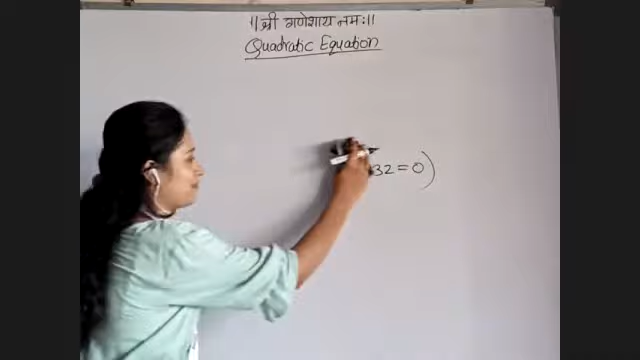 ||श्री गणेशाय नमः||
Quadratic Equation
32 = 0)